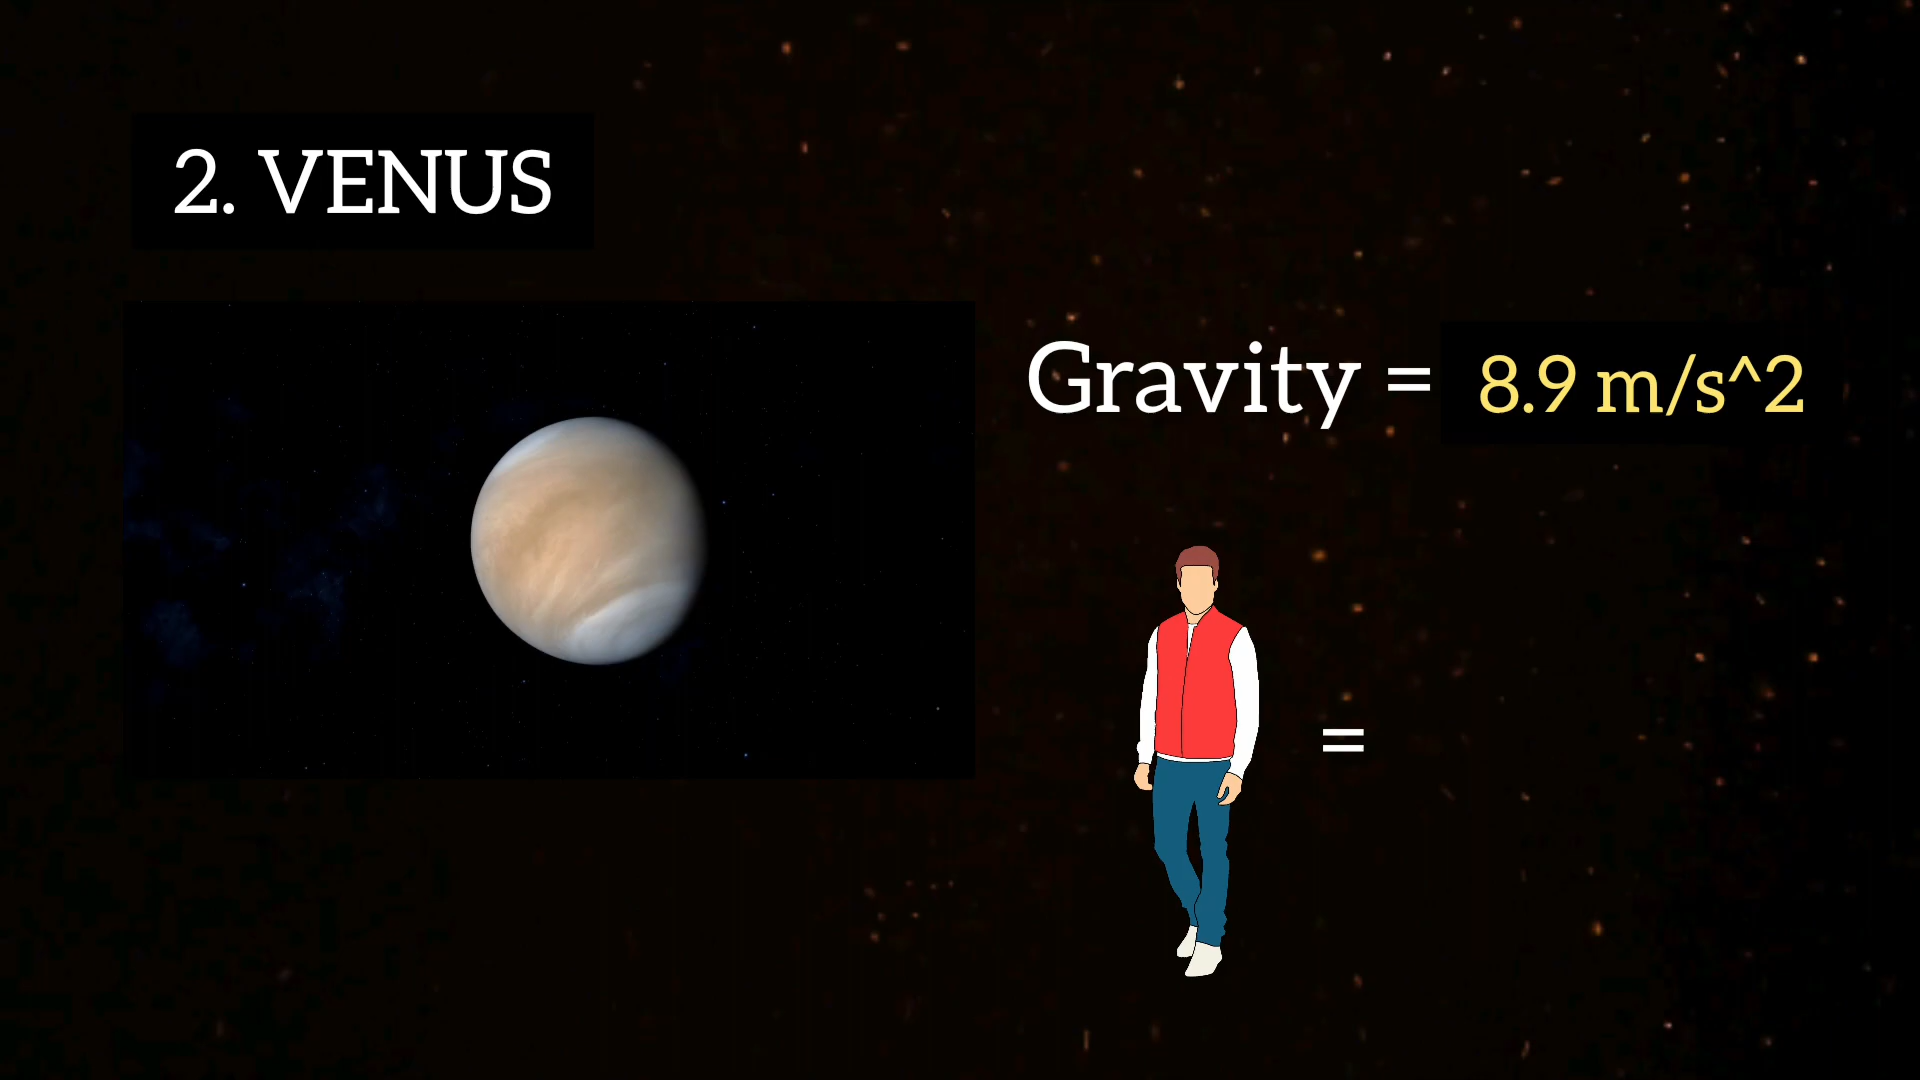 2. VENUS
Gravity = 8.9 m/s^2
=